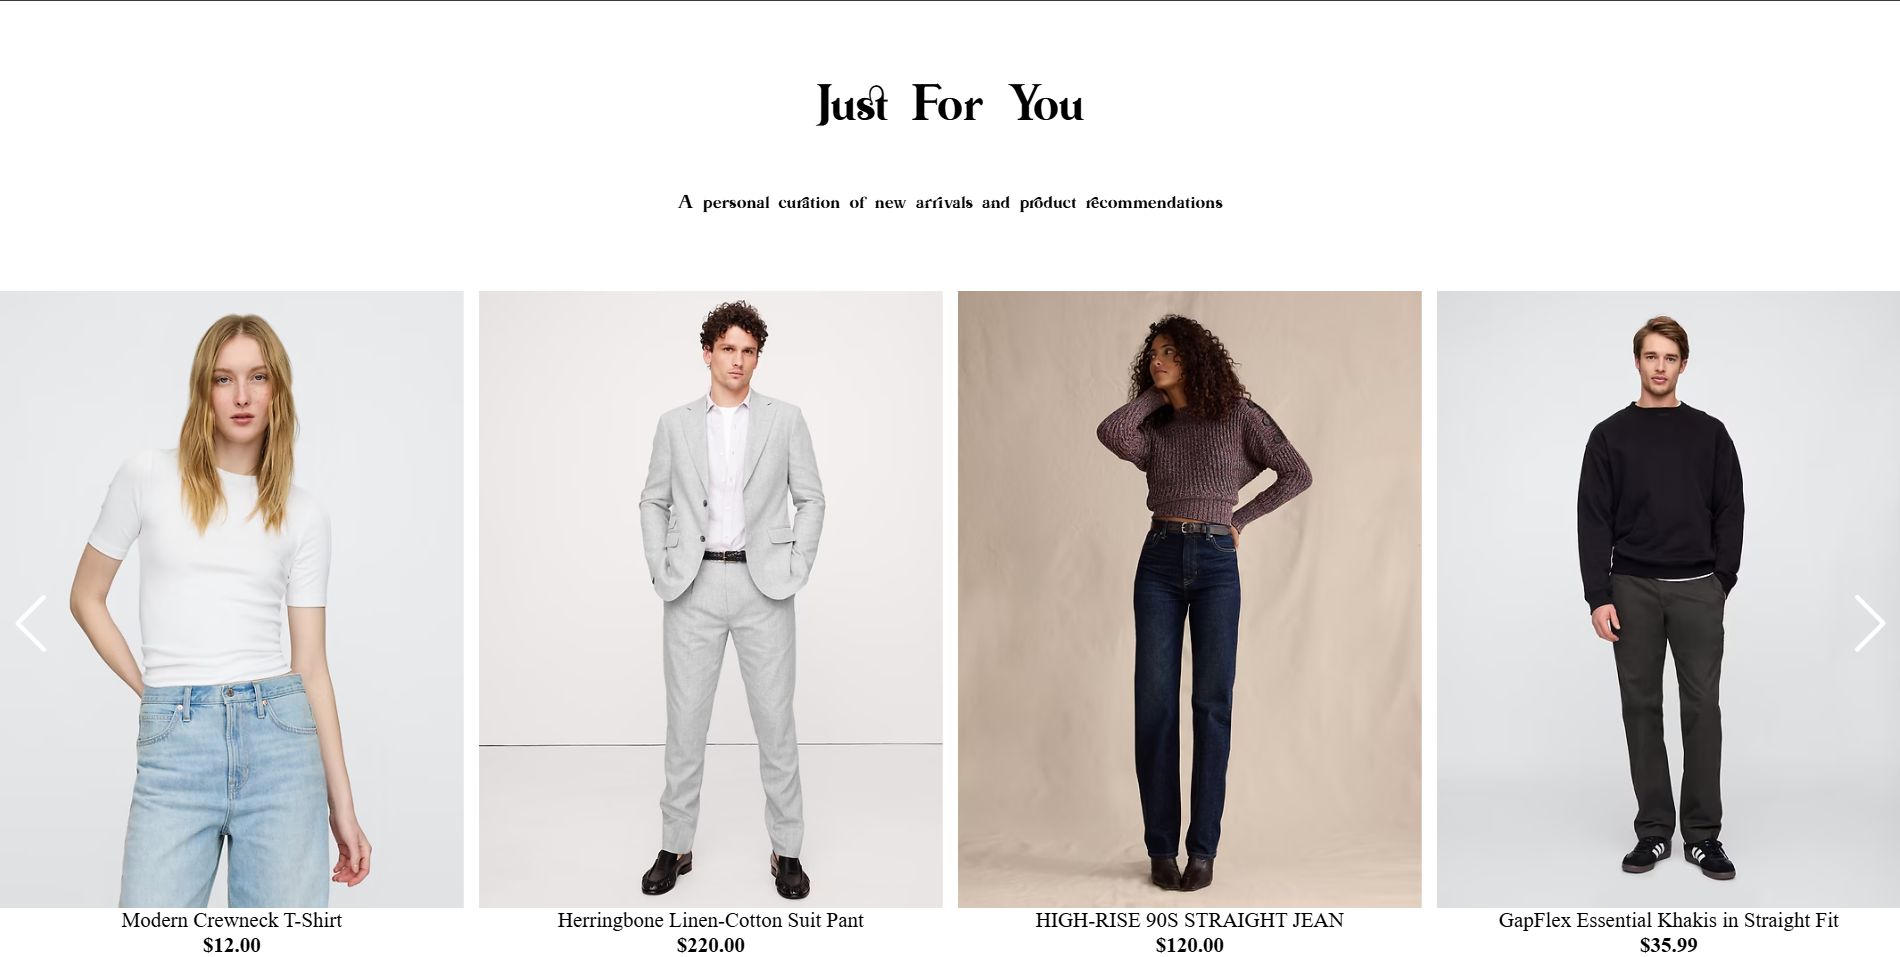 Just For You
A personal curation of new arrivals and product recommendations
Modern Crewneck T-Shirt
$12.00
Herringbone Linen-Cotton Suit Pant
$220.00
HIGH-RISE 90S STRAIGHT JEAN
$120.00
GapFlex Essential Khakis in Straight Fit
$35.99